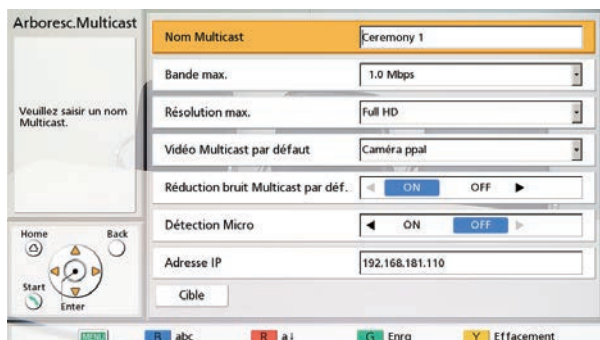 Arboresc.Multicast
Veuillez saisir un nom
Multicast.
Nom Multicast Ceremony 1
Bande max. 1.0 Mbps
Résolution max. Full HD
Vidéo Multicast par défaut Caméra ppal
Réduction bruit Multicast par déf. ON OFF
Détection Micro ON OFF
Adresse IP 192.168.181.110
Cible
Home Back
Start
Enter
MENU B abc R a↓ G Enrg Y Effacement